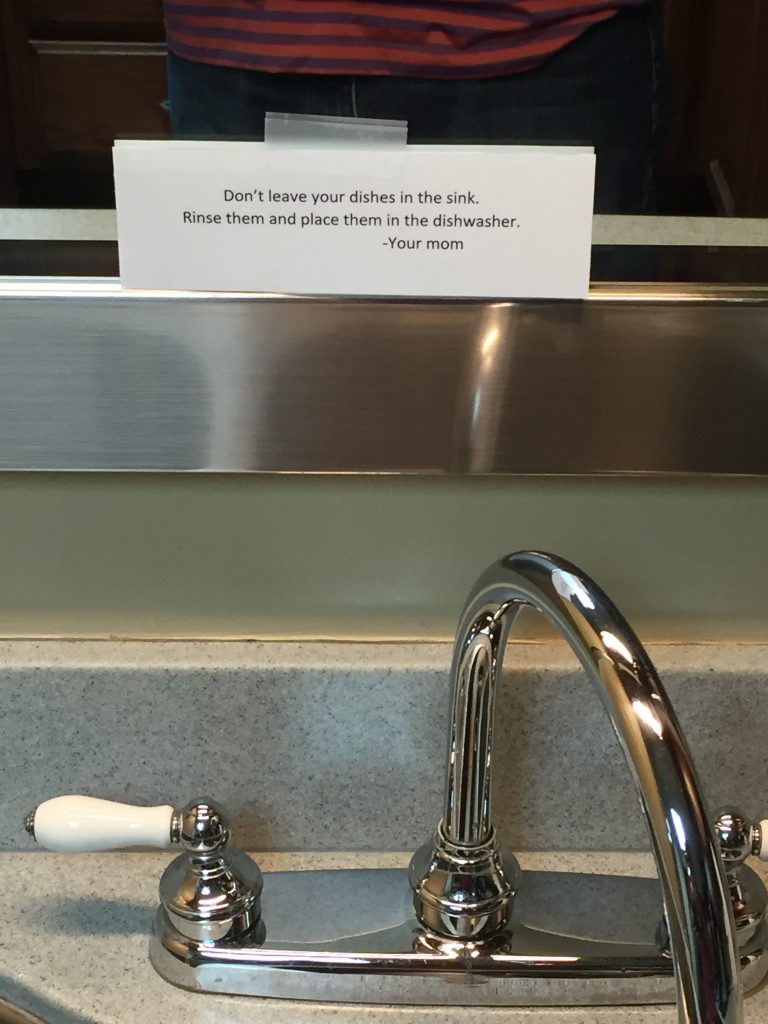 Don't leave your dishes in the sink.
Rinse them and place them in the dishwasher.
-Your mom